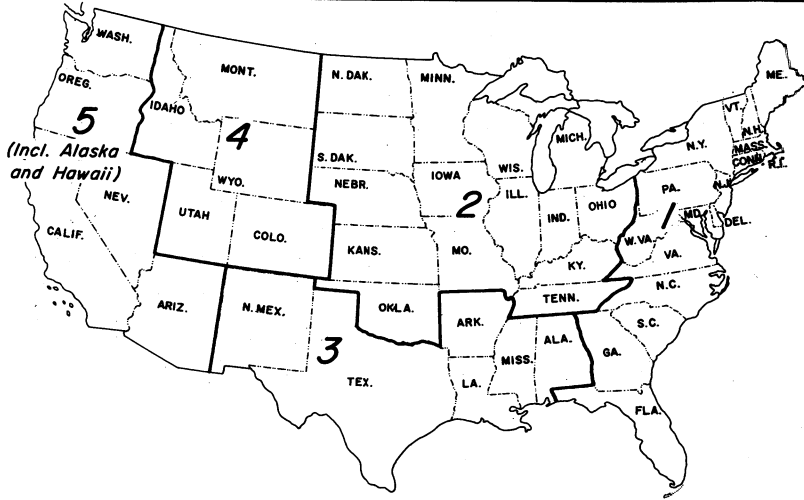 WASH.
OREG.
5
(Incl. Alaska
and Hawaii)
CALIF.
NEV.
IDAHO
MONT.
4
WYO.
UTAH
COLO.
ARIZ.
N.MEX.
3
TEX.
N.DAK.
S.DAK.
NEBR.
KANS.
OKLA.
MINN.
IOWA
2
MO.
ARK.
LA.
WIS.
ILL.
MICH.
IND.
OHIO
KY.
TENN.
MISS.
ALA.
GA.
FLA.
S.C.
N.C.
VA.
W.VA.
1
PA.
MD.
DEL.
N.J.
N.Y.
VT.
N.H.
MASS.
CONN.
R.I.
ME.